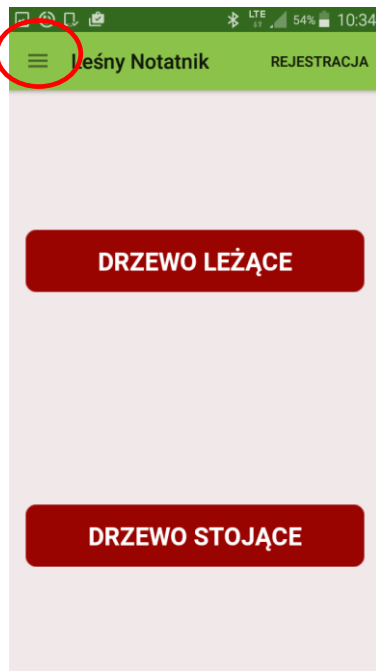 LTE 54% 10:34
Leśny Notatnik REJESTRACJA
DRZEWO LEŻĄCE
DRZEWO STOJĄCE